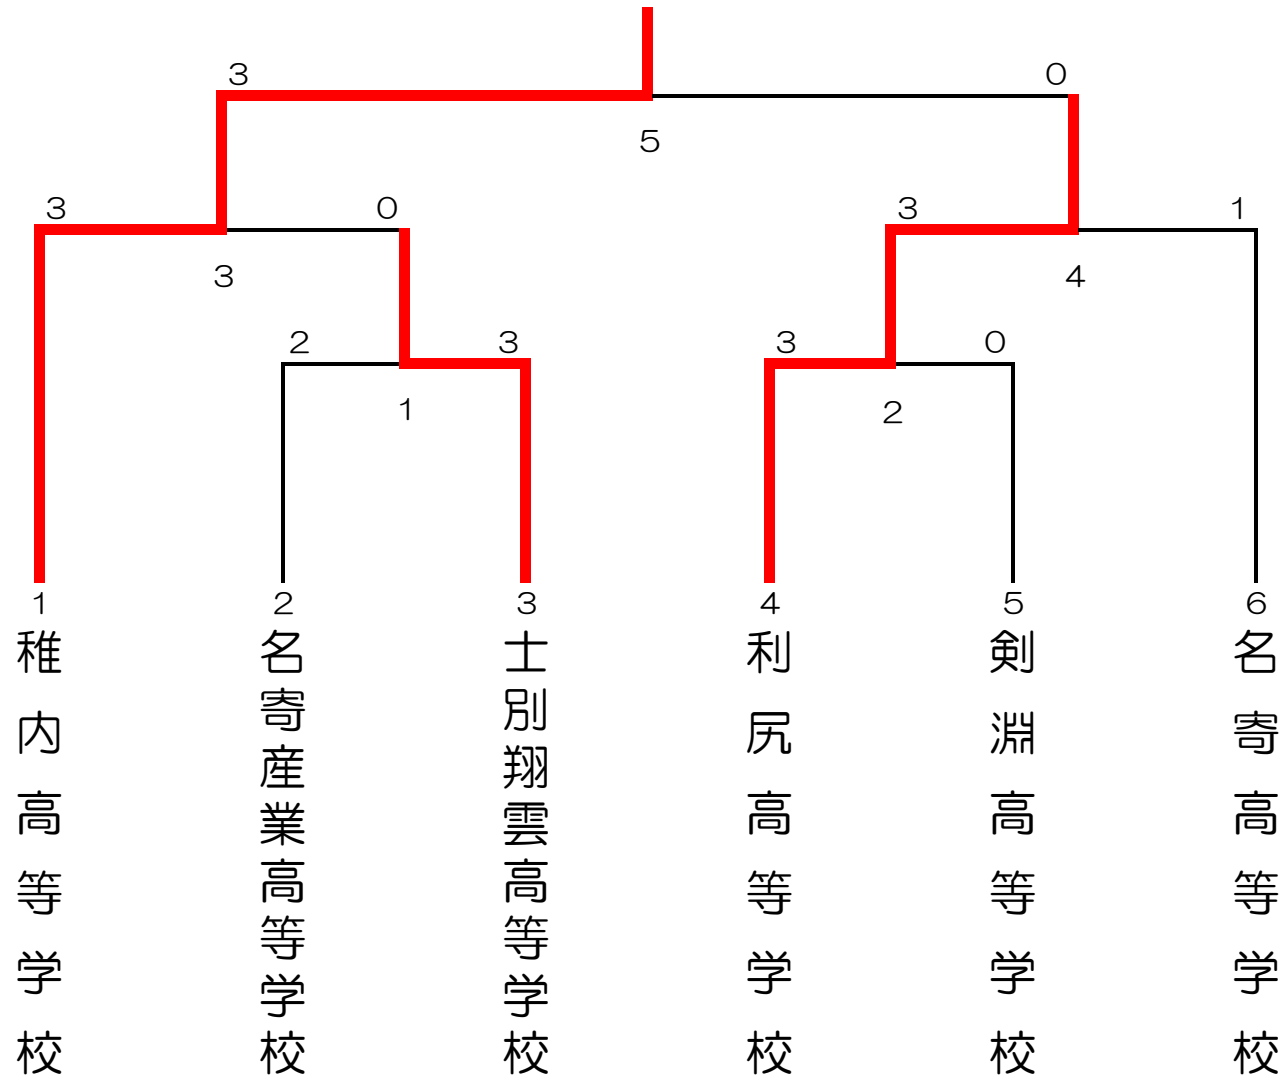 3 0
5
3 0 3 1
3 4
2 3 3 0
1 2
1 2 3 4 5 6
稚内高等学校
名寄産業高等学校
士別翔雲高等学校
利尻高等学校
剣淵高等学校
名寄高等学校